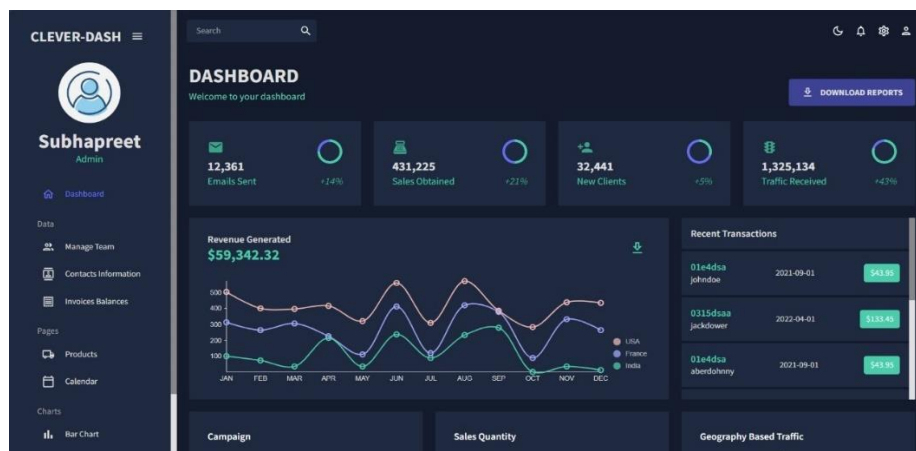 CLEVER-DASH
Subhapreet
Admin
Dashboard
Data
Manage Team
Contacts Information
Invoices Balances
Pages
Products
Calendar
Charts
Bar Chart
Search
DASHBOARD
Welcome to your dashboard
DOWNLOAD REPORTS
12,361
Emails Sent +14%
431,225
Sales Obtained +21%
32,441
New Clients +5%
1,325,134
Traffic Received +43%
Revenue Generated
$59,342.32
500
400
300
200
100
JAN FEB MAR APR MAY JUN JUL AUG SEP OCT NOV DEC
USA
France
India
Recent Transactions
01e4dsa
johndoe
2021-09-01
$43.95
0315dsaa
jackdower
2022-04-01
$133.45
01e4dsa
aberdohnny
2021-09-01
$43.95
Campaign
Sales Quantity
Geography Based Traffic